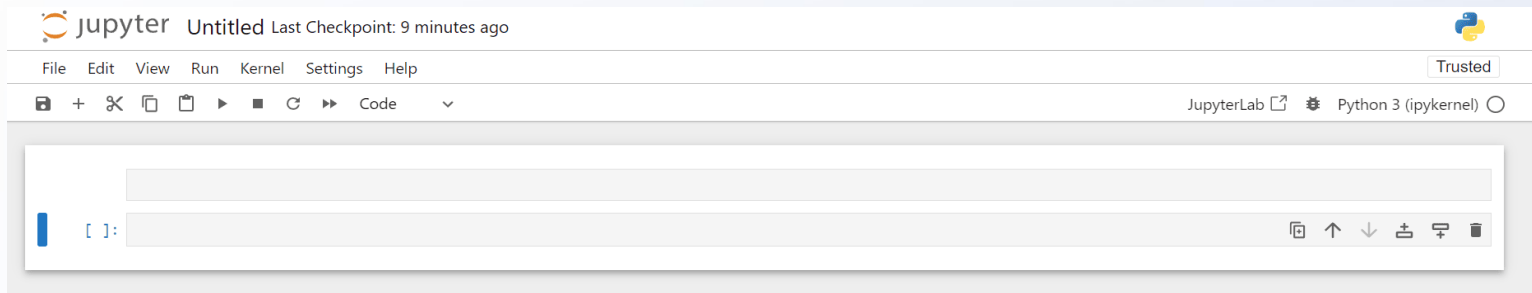 jupyter Untitled Last Checkpoint: 9 minutes ago
File Edit View Run Kernel Settings Help Trusted
Code JupyterLab Python 3 (ipykernel)
[ ]: